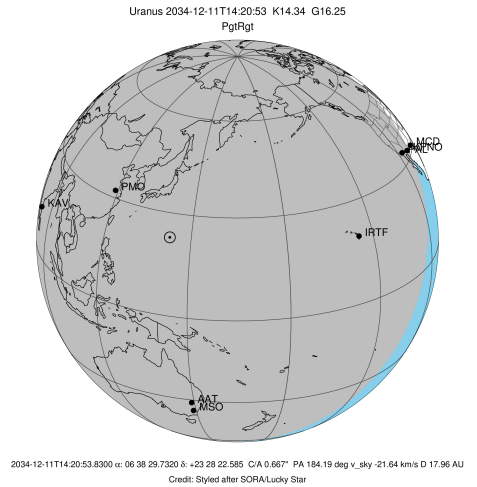 Uranus 2034-12-11T14:20:53 K14.34 G16.25
PgtRgt
MCD
KPNO
PAL
PMO
KAV
IRTF
AAT
MSO
2034-12-11T14:20:53.8300 α: 06 38 29.7320 δ: +23 28 22.585 C/A 0.667" PA 184.19 deg v_sky -21.64 km/s D 17.96 AU
Credit: Styled after SORA/Lucky Star